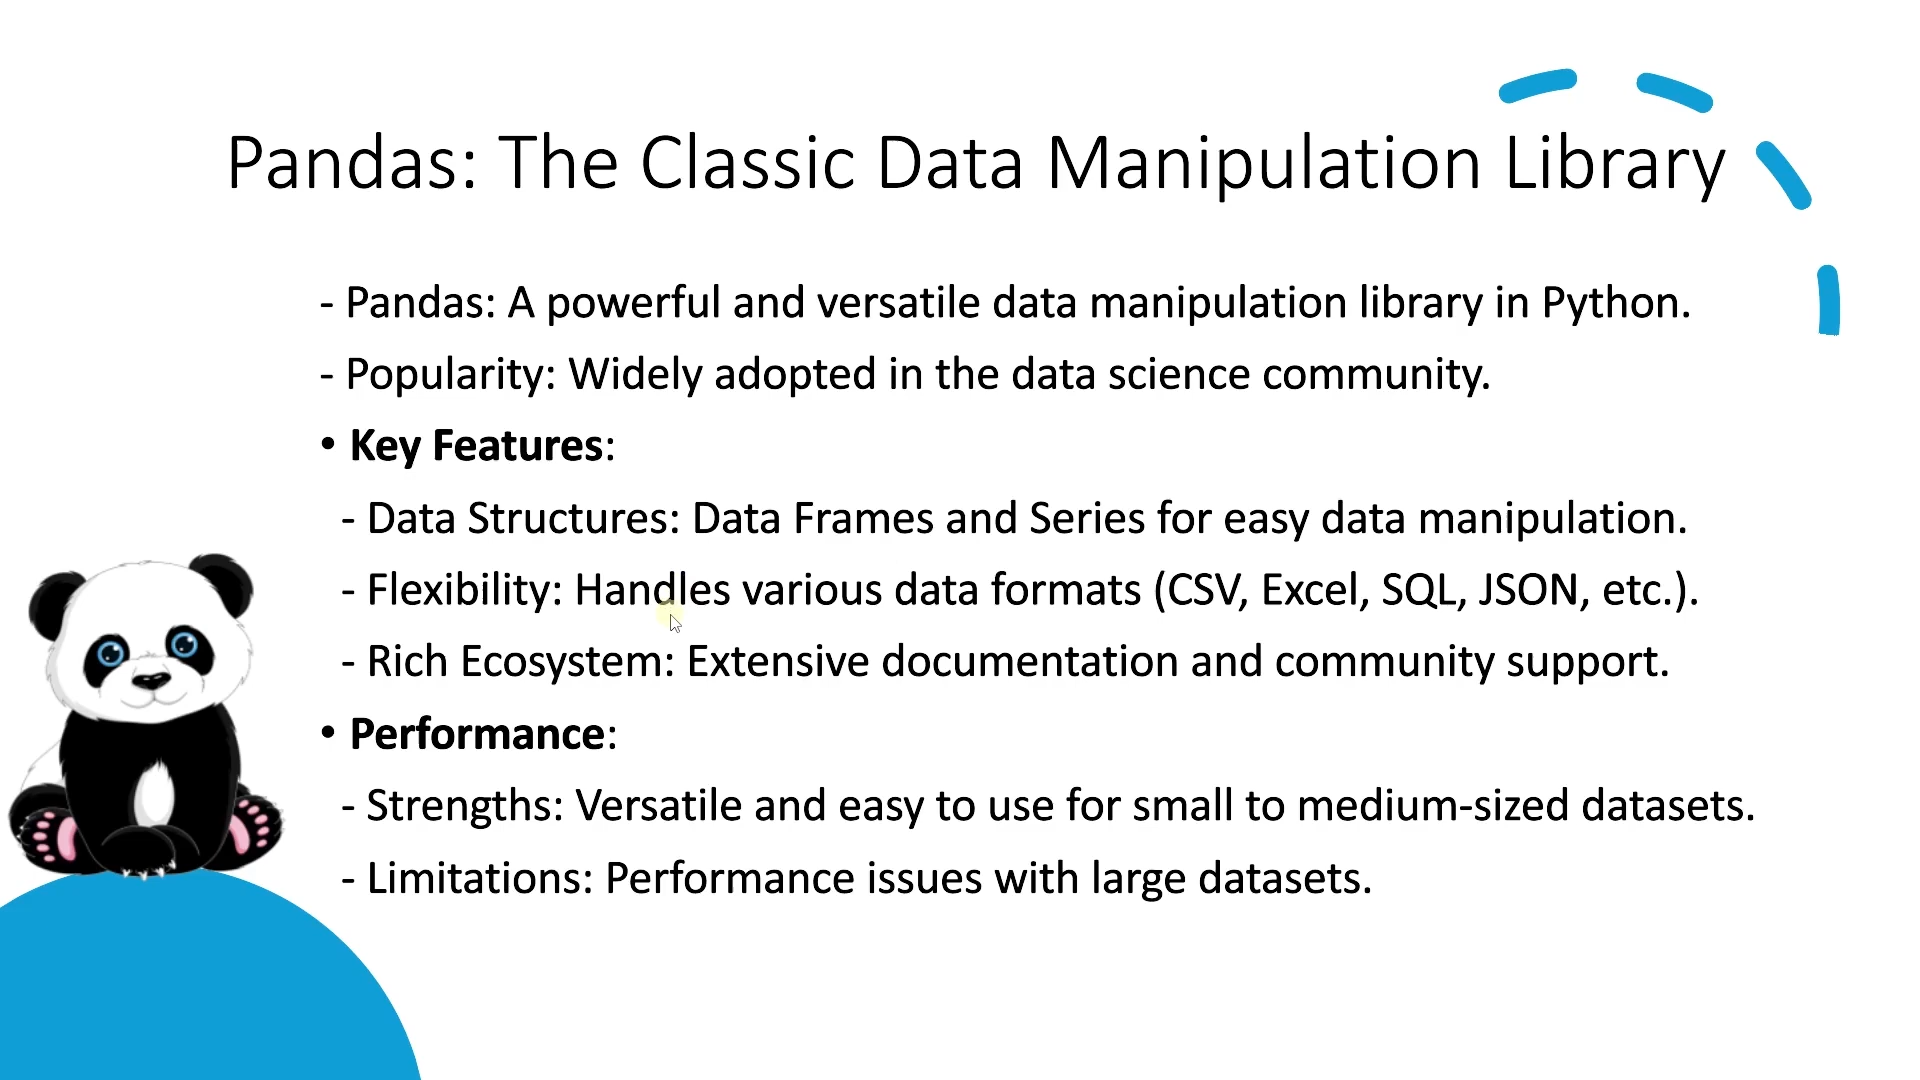 Pandas: The Classic Data Manipulation Library
- Pandas: A powerful and versatile data manipulation library in Python.
- Popularity: Widely adopted in the data science community.
• Key Features:
- Data Structures: Data Frames and Series for easy data manipulation.
- Flexibility: Handles various data formats (CSV, Excel, SQL, JSON, etc.).
- Rich Ecosystem: Extensive documentation and community support.
• Performance:
- Strengths: Versatile and easy to use for small to medium-sized datasets.
- Limitations: Performance issues with large datasets.